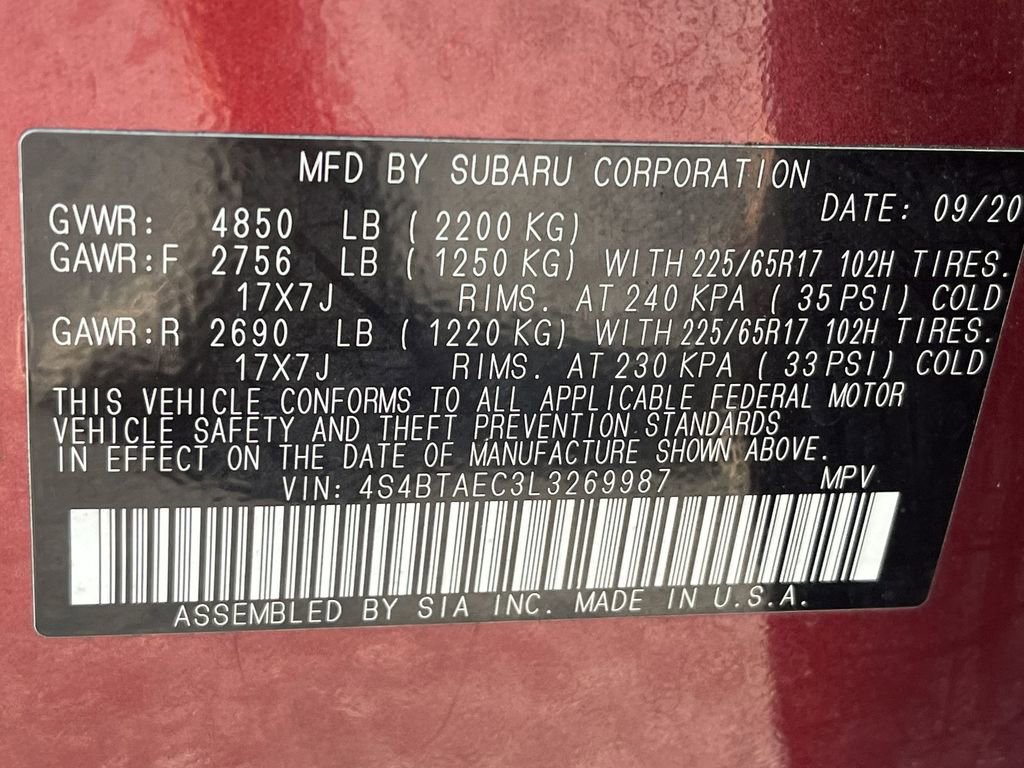 MFD BY SUBARU CORPORATION
DATE: 09/20
GVWR: 4850 LB ( 2200 KG)
GAWR:F 2756 LB ( 1250 KG) WITH 225/65R17 102H TIRES.
17X7J RIMS. AT 240 KPA ( 35 PSI) COLD
GAWR:R 2690 LB ( 1220 KG) WITH 225/65R17 102H TIRES.
17X7J RIMS. AT 230 KPA ( 33 PSI) COLD
THIS VEHICLE CONFORMS TO ALL APPLICABLE FEDERAL MOTOR
VEHICLE SAFETY AND THEFT PREVENTION STANDARDS
IN EFFECT ON THE DATE OF MANUFACTURE SHOWN ABOVE.
VIN: 4S4BTAEC3L3269987 MPV
ASSEMBLED BY SIA INC. MADE IN U.S.A.